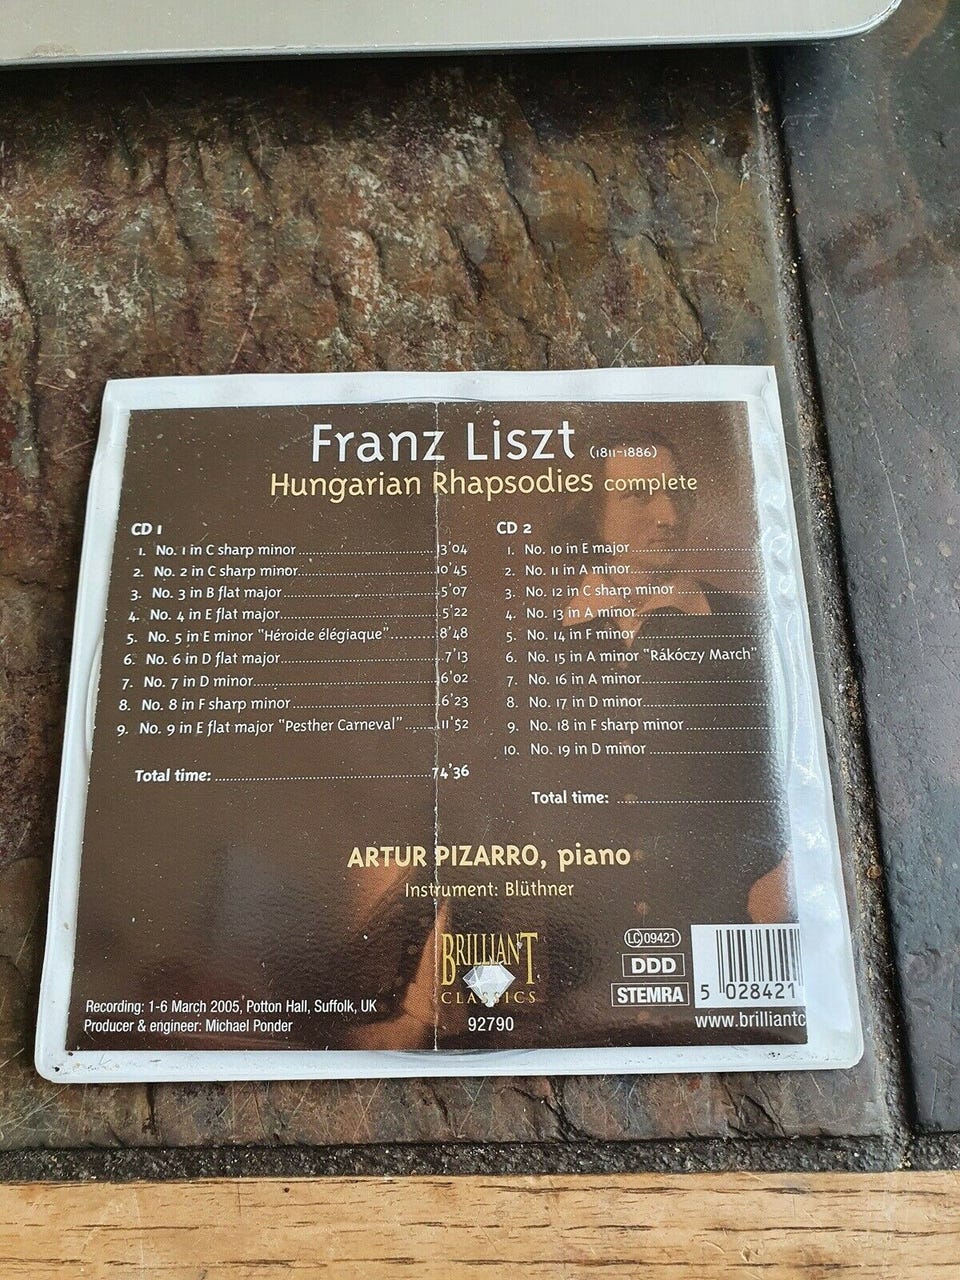 Franz Liszt (1811-1886)
Hungarian Rhapsodies complete
CD 1
1. No. 1 in C sharp minor 13'04
2. No. 2 in C sharp minor 10'45
3. No. 3 in B flat major 5'07
4. No. 4 in E flat major 5'22
5. No. 5 in E minor "Héroide élégiaque" 8'48
6. No. 6 in D flat major 7'13
7. No. 7 in D minor 6'02
8. No. 8 in F sharp minor 6'23
9. No. 9 in E flat major "Pesther Carneval" 11'52
Total time: 74'36
CD 2
1. No. 10 in E major
2. No. 11 in A minor
3. No. 12 in C sharp minor
4. No. 13 in A minor
5. No. 14 in F minor
6. No. 15 in A minor "Rákóczy March"
7. No. 16 in A minor
8. No. 17 in D minor
9. No. 18 in F sharp minor
10. No. 19 in D minor
Total time:
ARTUR PIZARRO, piano
Instrument: Blüthner
Recording: 1-6 March 2005, Potton Hall, Suffolk, UK
Producer & engineer: Michael Ponder
BRILLIANT
CLASSICS
92790
LC 09421
DDD
STEMRA
5 028421
www.brilliantc